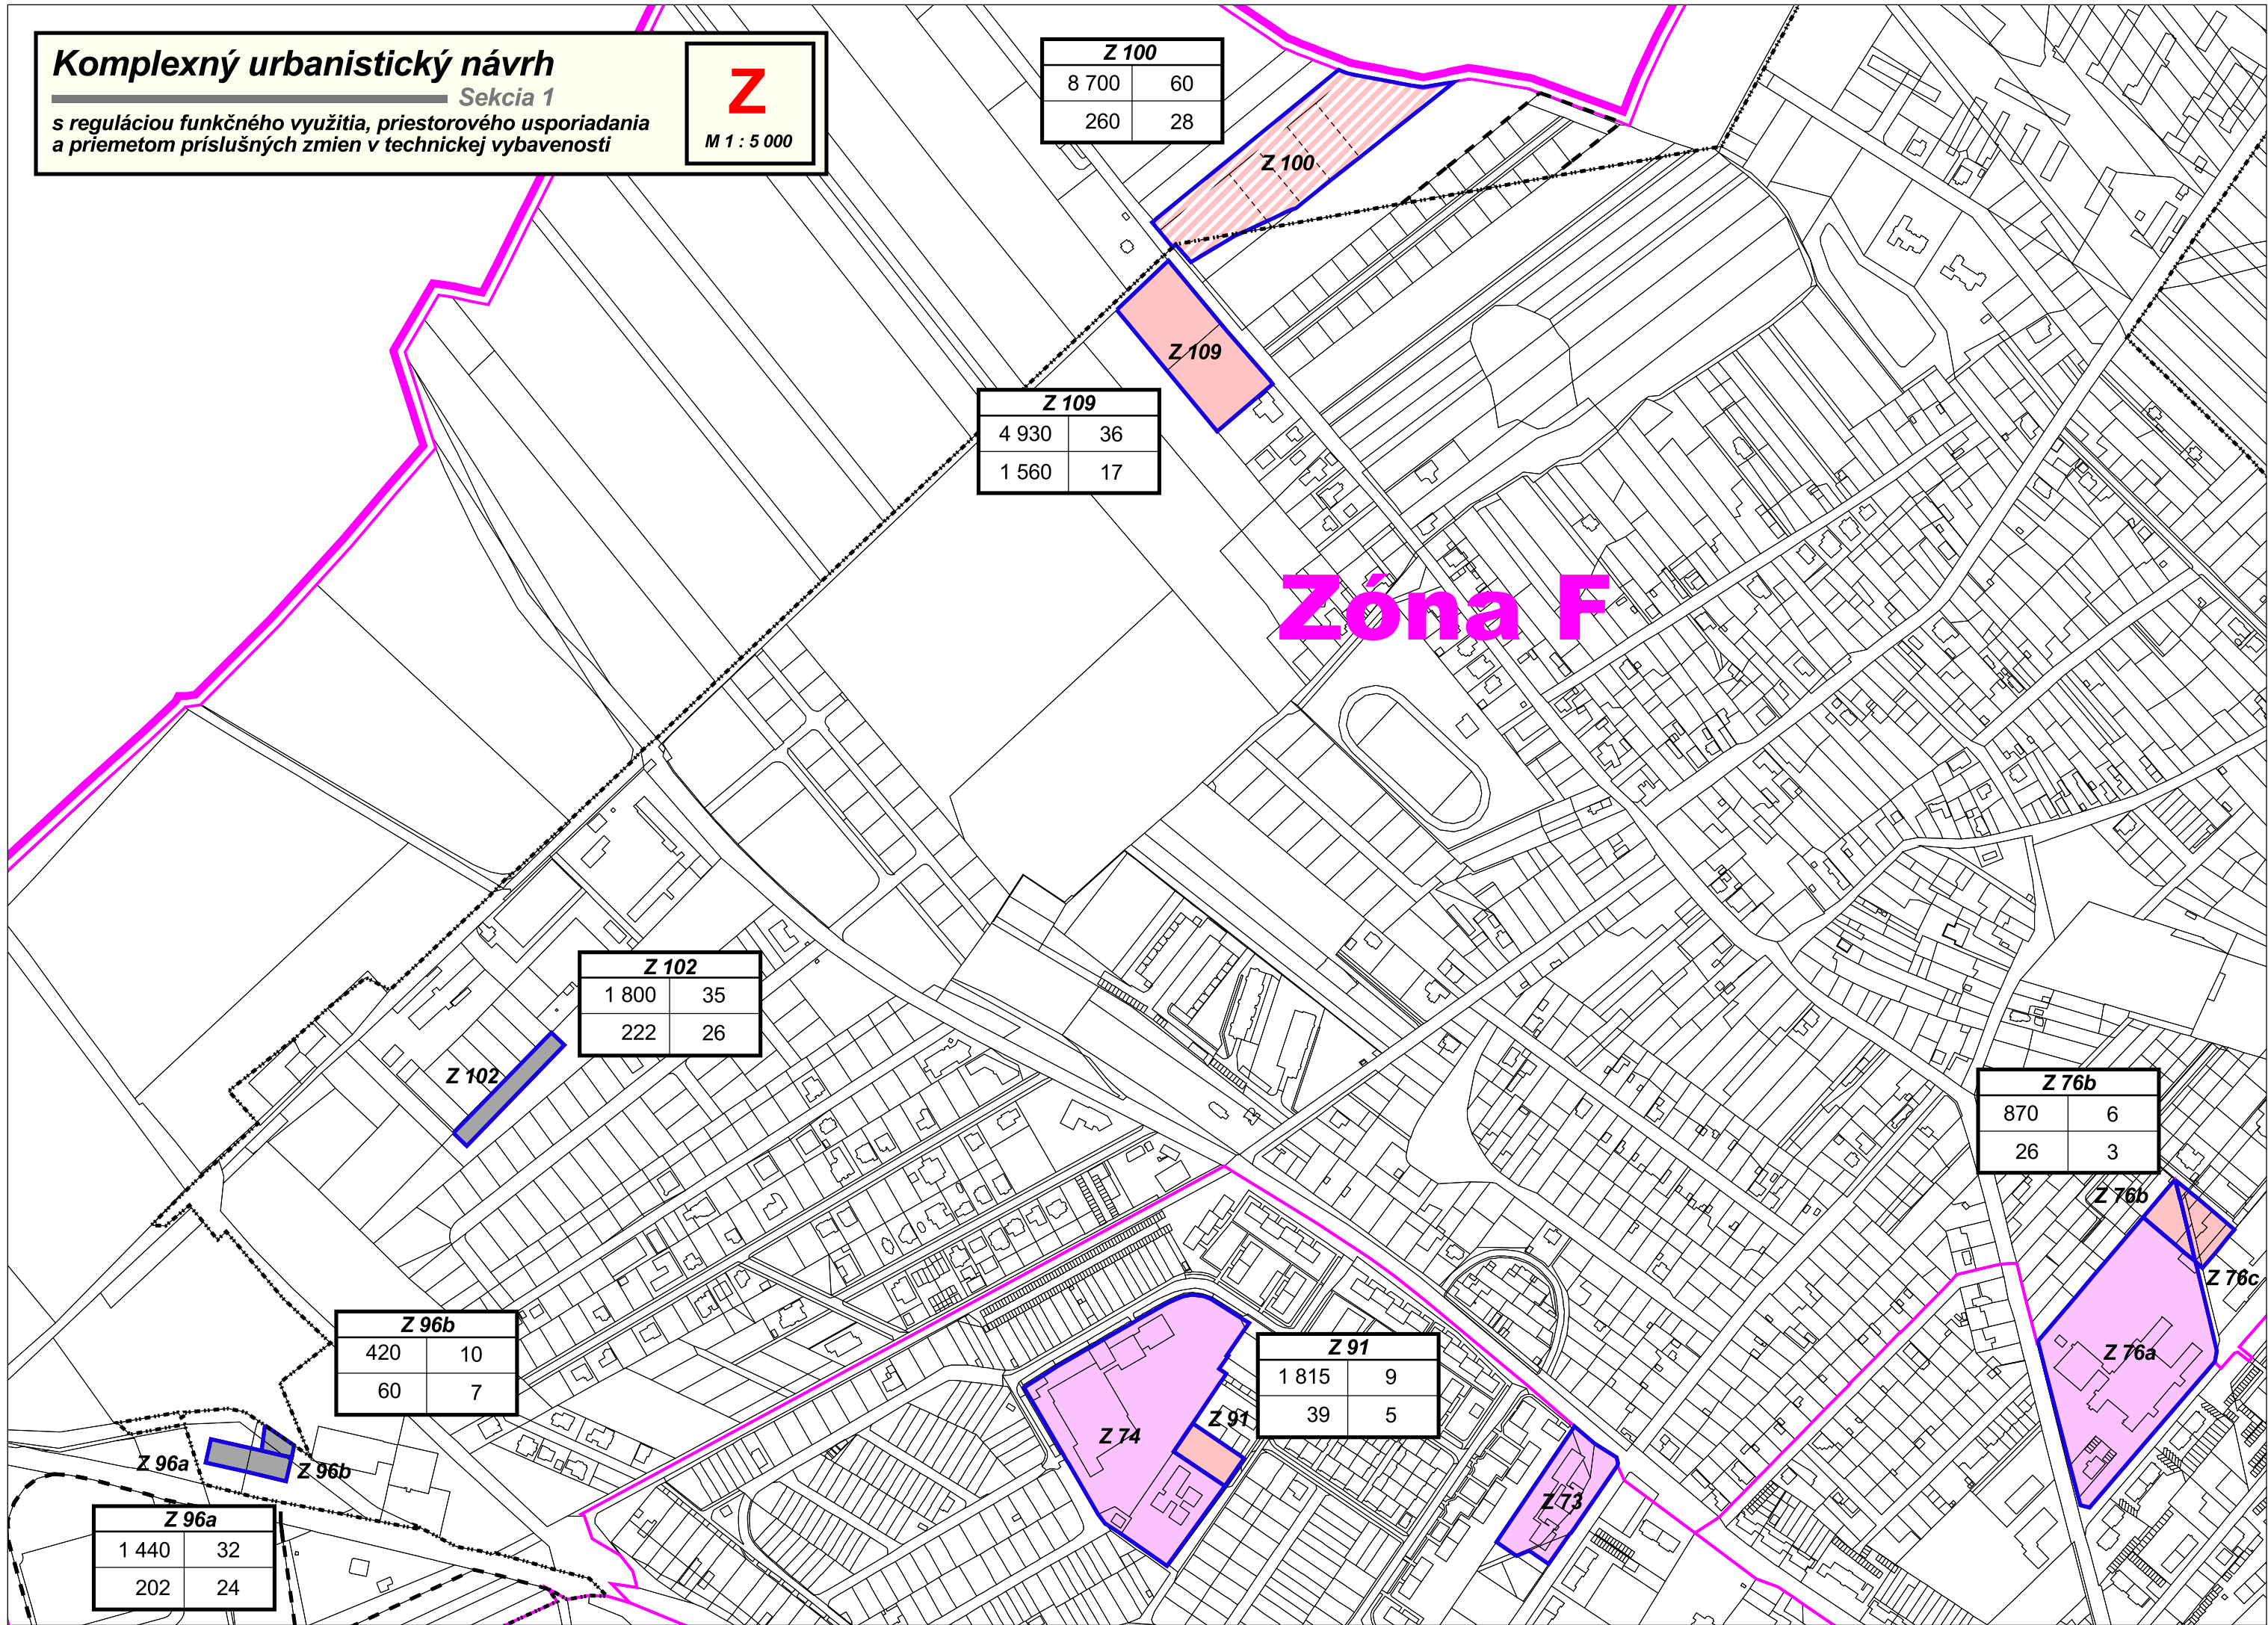 Komplexný urbanistický návrh
Sekcia 1
s reguláciou funkčného využitia, priestorového usporiadania
a priemetom príslušných zmien v technickej vybavenosti
Z
M 1 : 5 000
Z 100
8 700 60
260 28
Z 100
Z 109
Z 109
4 930 36
1 560 17
Zóna F
Z 102
1 800 35
222 26
Z 102
Z 76b
870 6
26 3
Z 76b
Z 76c
Z 76a
Z 96b
420 10
60 7
Z 91
1 815 9
39 5
Z 91
Z 74
Z 73
Z 96a
Z 96b
Z 96a
1 440 32
202 24